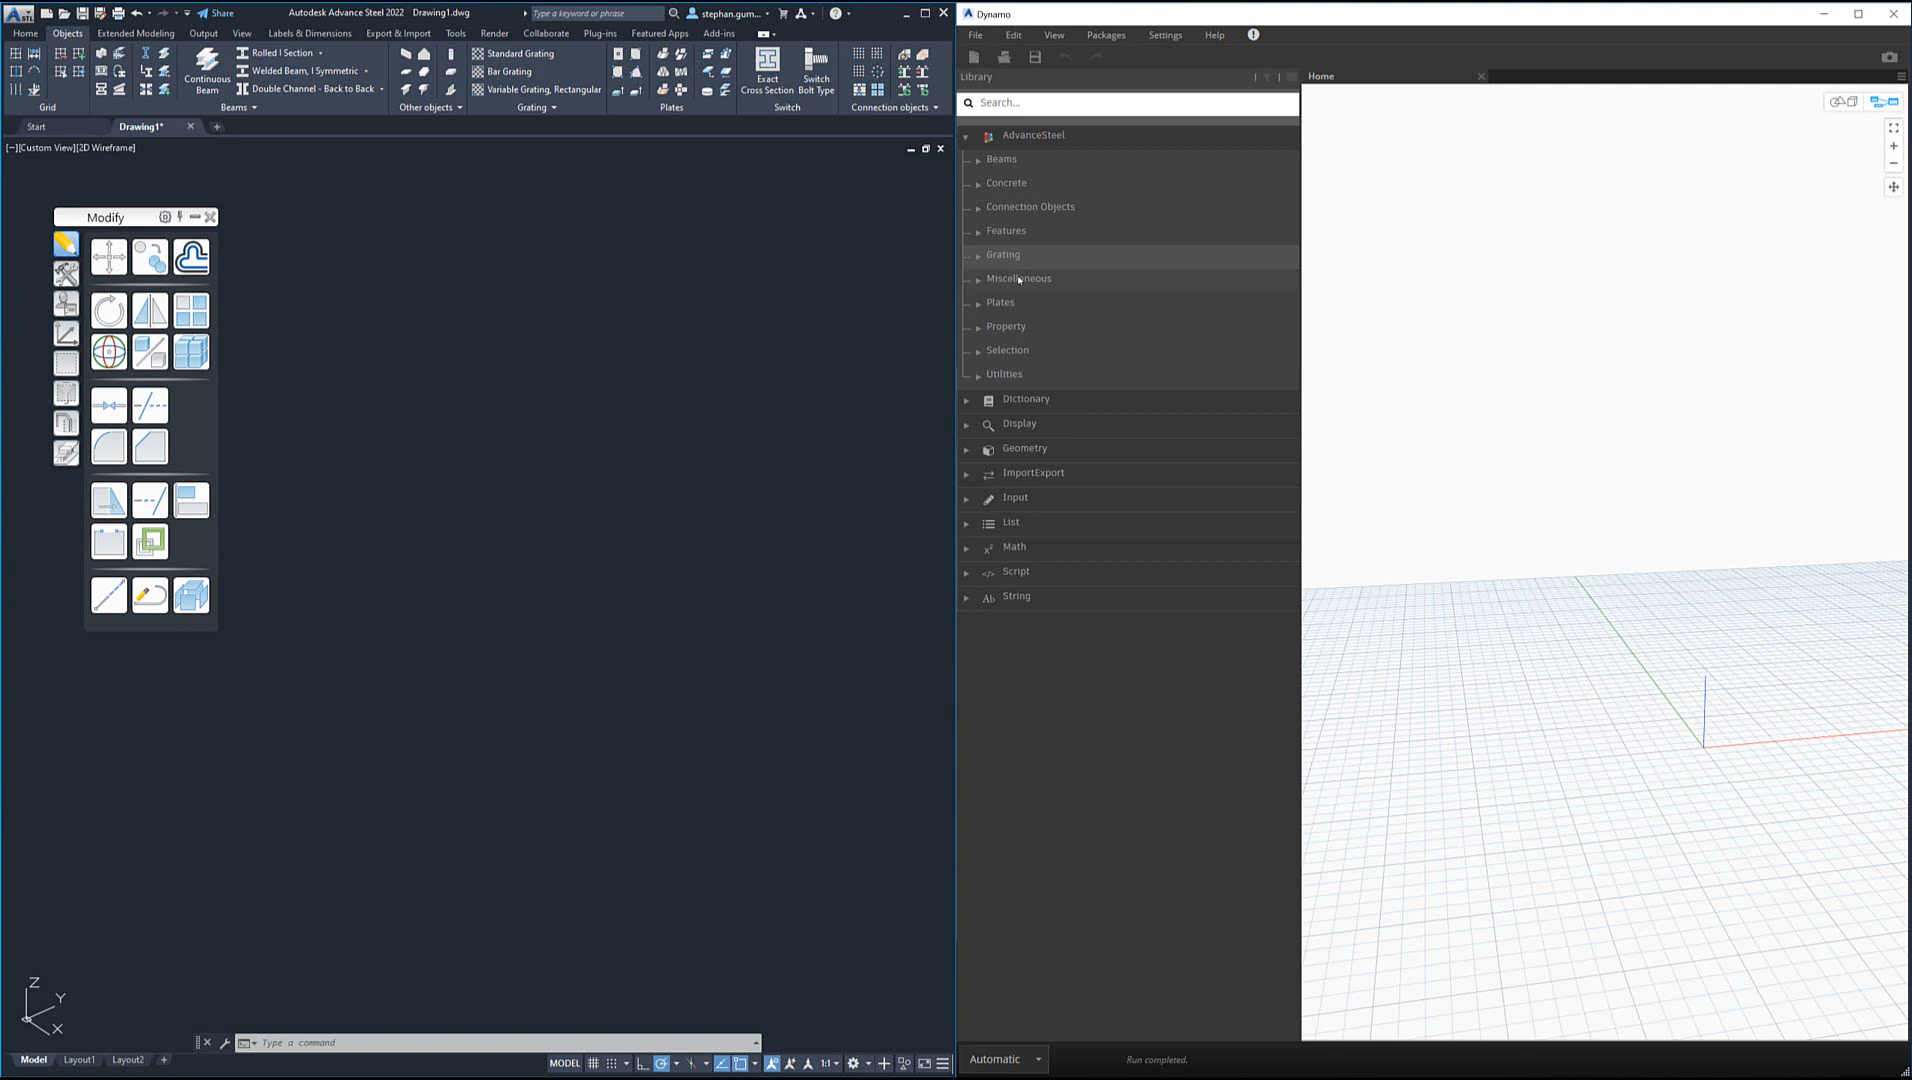 Share
Autodesk Advance Steel 2022 Drawing1.dwg
Type a keyword or phrase
stephan.gum...
Home Objects Extended Modeling Output View Labels & Dimensions Export & Import Tools Render Collaborate Plug-ins Featured Apps Add-ins
Rolled I Section
Welded Beam, I Symmetric
Double Channel - Back to Back
Continuous
Beam
Standard Grating
Bar Grating
Variable Grating, Rectangular
Exact
Cross Section
Switch
Bolt Type
Grid Beams Other objects Grating Plates Switch Connection objects
Start Drawing1*
[−][Custom View][2D Wireframe]
Modify
Z
Y
X
Type a command
Model Layout1 Layout2 +
MODEL
1:1
Dynamo
File Edit View Packages Settings Help
Library
Home
Search...
AdvanceSteel
Beams
Concrete
Connection Objects
Features
Grating
Miscellaneous
Plates
Property
Selection
Utilities
Dictionary
Display
Geometry
ImportExport
Input
List
Math
Script
Ab String
Automatic
Run completed.